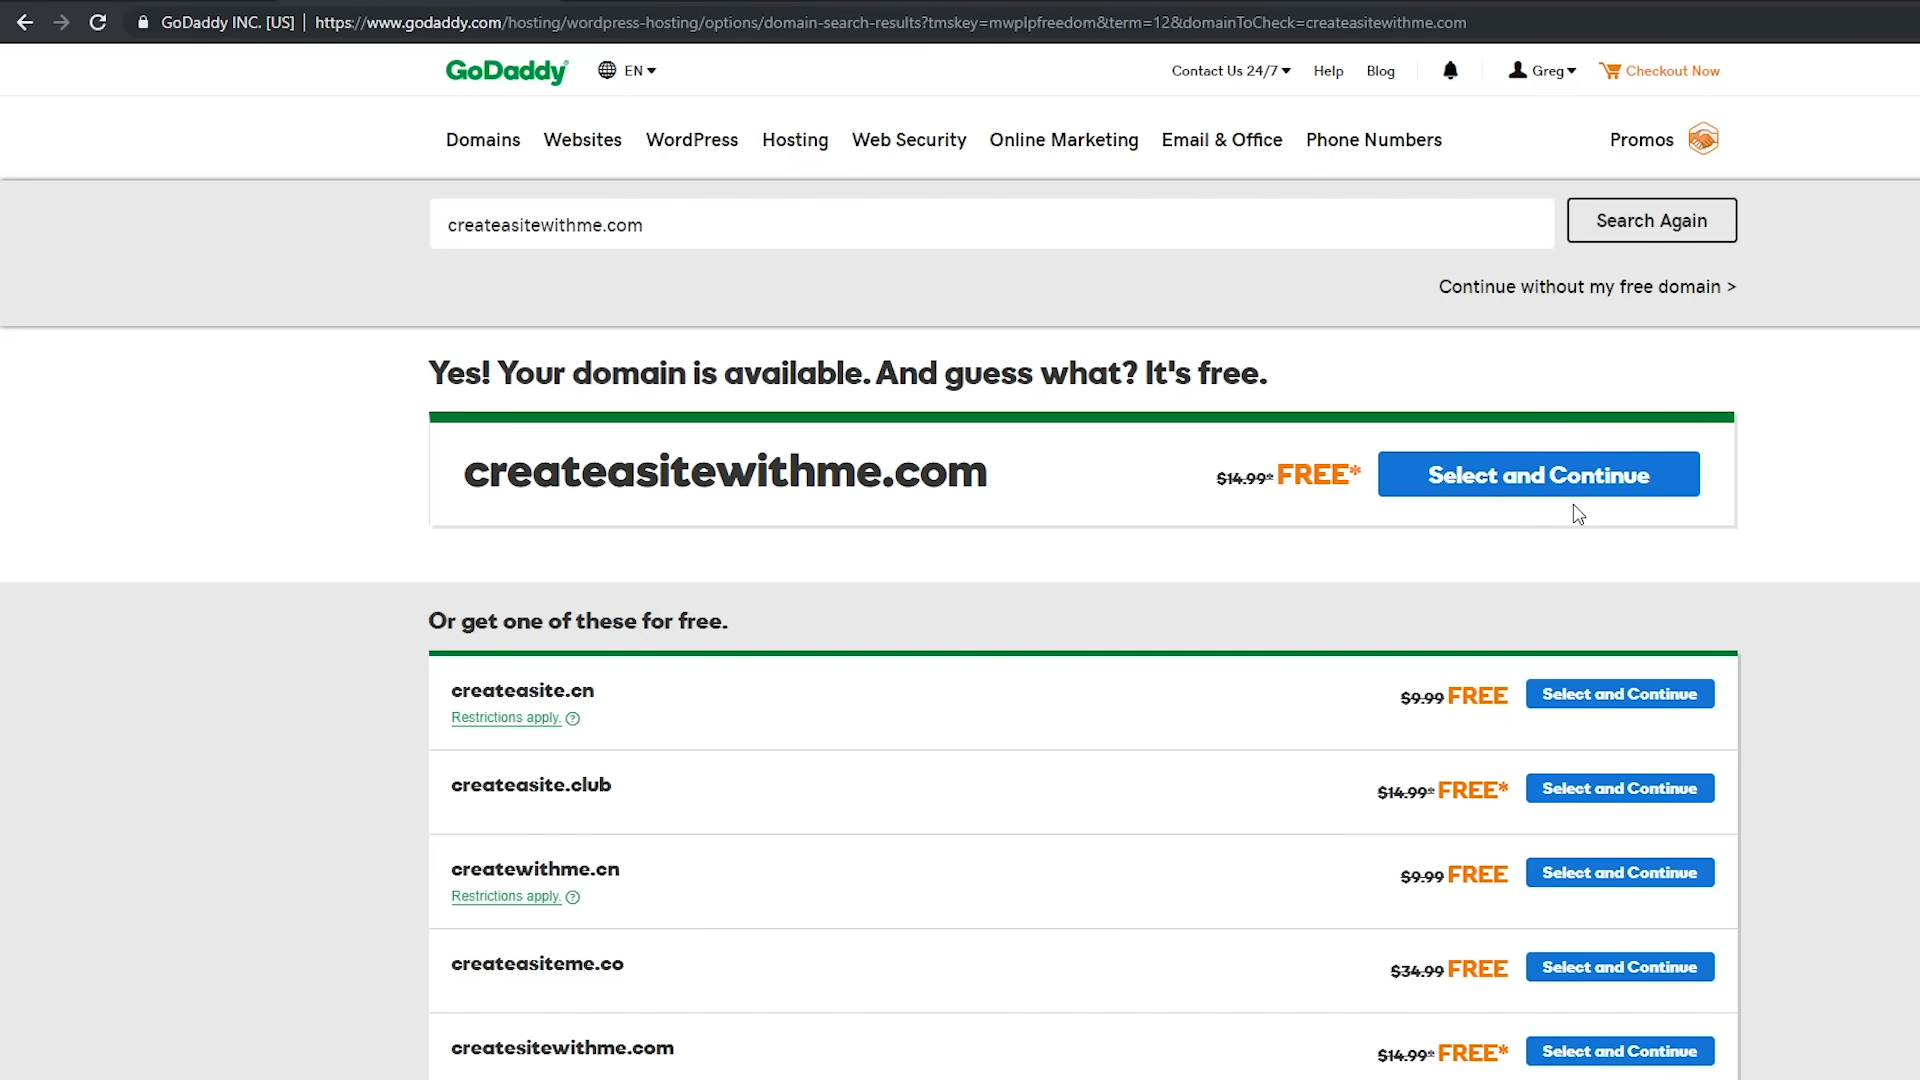 GoDaddy INC. [US] | https://www.godaddy.com/hosting/wordpress-hosting/options/domain-search-results?tmskey=mwplpfreedom&term=12&domainToCheck=createasitewithme.com
GoDaddy EN Contact Us 24/7 Help Blog Greg Checkout Now
Domains Websites WordPress Hosting Web Security Online Marketing Email & Office Phone Numbers Promos
createasitewithme.com Search Again
Continue without my free domain >
Yes! Your domain is available. And guess what? It's free.
createasitewithme.com $14.99* FREE* Select and Continue
Or get one of these for free.
createasite.cn $9.99 FREE Select and Continue
Restrictions apply. ?
createasite.club $14.99* FREE* Select and Continue
createwithme.cn $9.99 FREE Select and Continue
Restrictions apply. ?
createasiteme.co $34.99 FREE Select and Continue
createsitewithme.com $14.99* FREE* Select and Continue